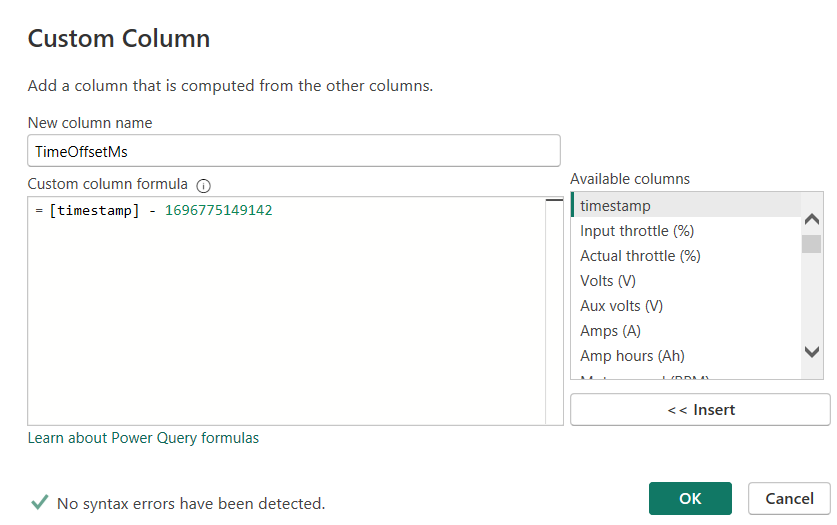 Custom Column
Add a column that is computed from the other columns.
New column name
TimeOffsetMs
Custom column formula
= [timestamp] - 1696775149142
Available columns
timestamp
Input throttle (%)
Actual throttle (%)
Volts (V)
Aux volts (V)
Amps (A)
Amp hours (Ah)
<< Insert
Learn about Power Query formulas
No syntax errors have been detected.
OK
Cancel